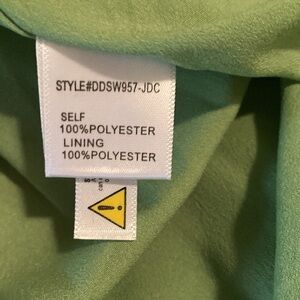 STYLE#DDSW957-JDC
SELF
100%POLYESTER
LINING
100%POLYESTER